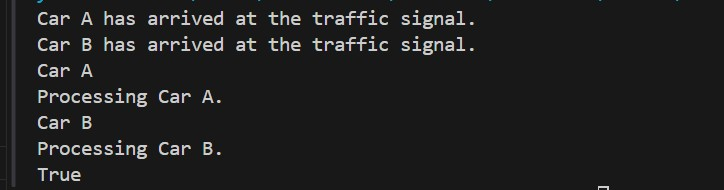 Car A has arrived at the traffic signal.
Car B has arrived at the traffic signal.
Car A
Processing Car A.
Car B
Processing Car B.
True